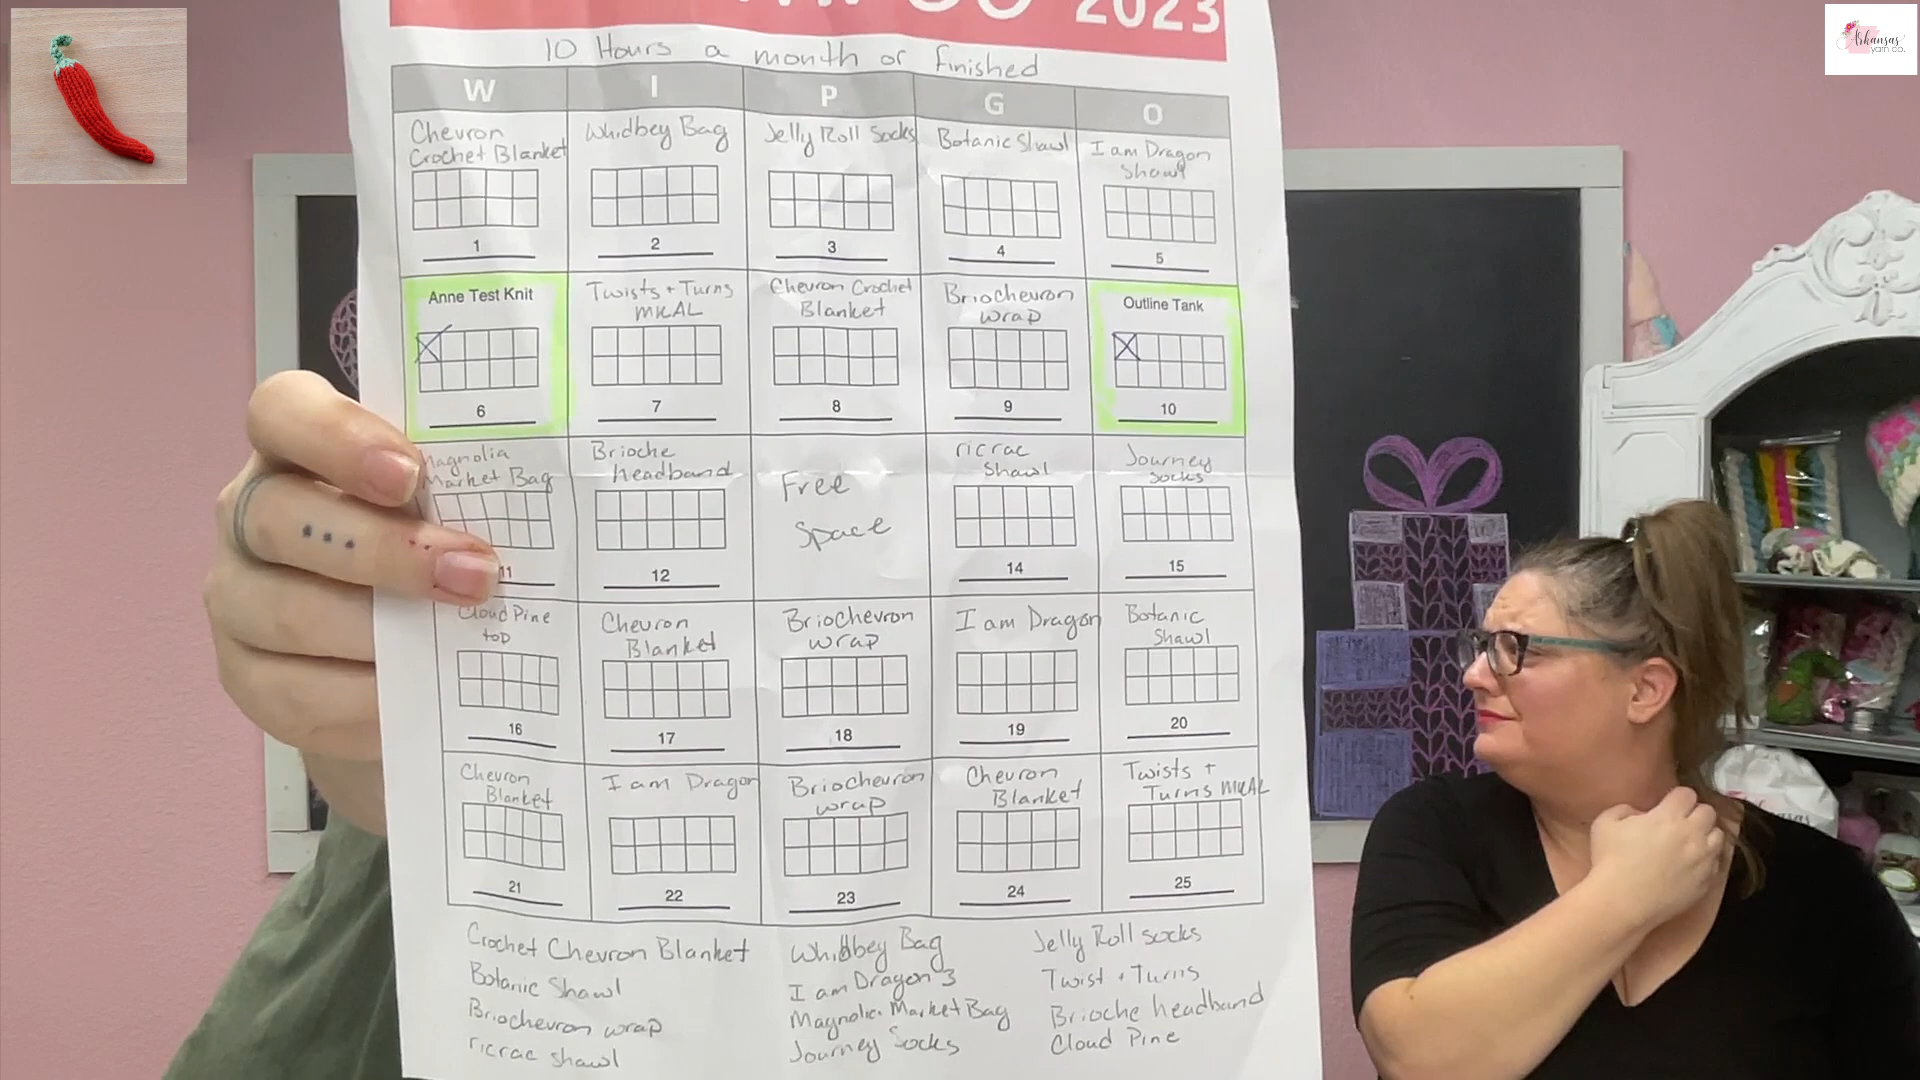 2023
10 Hours a month or finished
W I P G O
Chevron
Crochet Blanket
1
Whidbey Bag
2
Jelly Roll Socks
3
Botanic Shawl
4
I am Dragon
Shawl
5
Anne Test Knit
6
Twists + Turns
MKAL
7
Chevron Crochet
Blanket
8
Briochevron
wrap
9
Outline Tank
10
Magnolia
Market Bag
11
Brioche
headband
12
Free
Space
ricrac
Shawl
14
Journey
Socks
15
Cloud Pine
top
16
Chevron
Blanket
17
Briochevron
wrap
18
I am Dragon
19
Botanic
Shawl
20
Chevron
Blanket
21
I am Dragon
22
Briochevron
wrap
23
Chevron
Blanket
24
Twists +
Turns MKAL
25
Crochet Chevron Blanket
Botanic Shawl
Briochevron wrap
ricrac shawl
Whidbey Bag
I am Dragon 3
Magnolia Market Bag
Journey Socks
Jelly Roll socks
Twist + Turns
Brioche headband
Cloud Pine
Arkansas
yarn co.